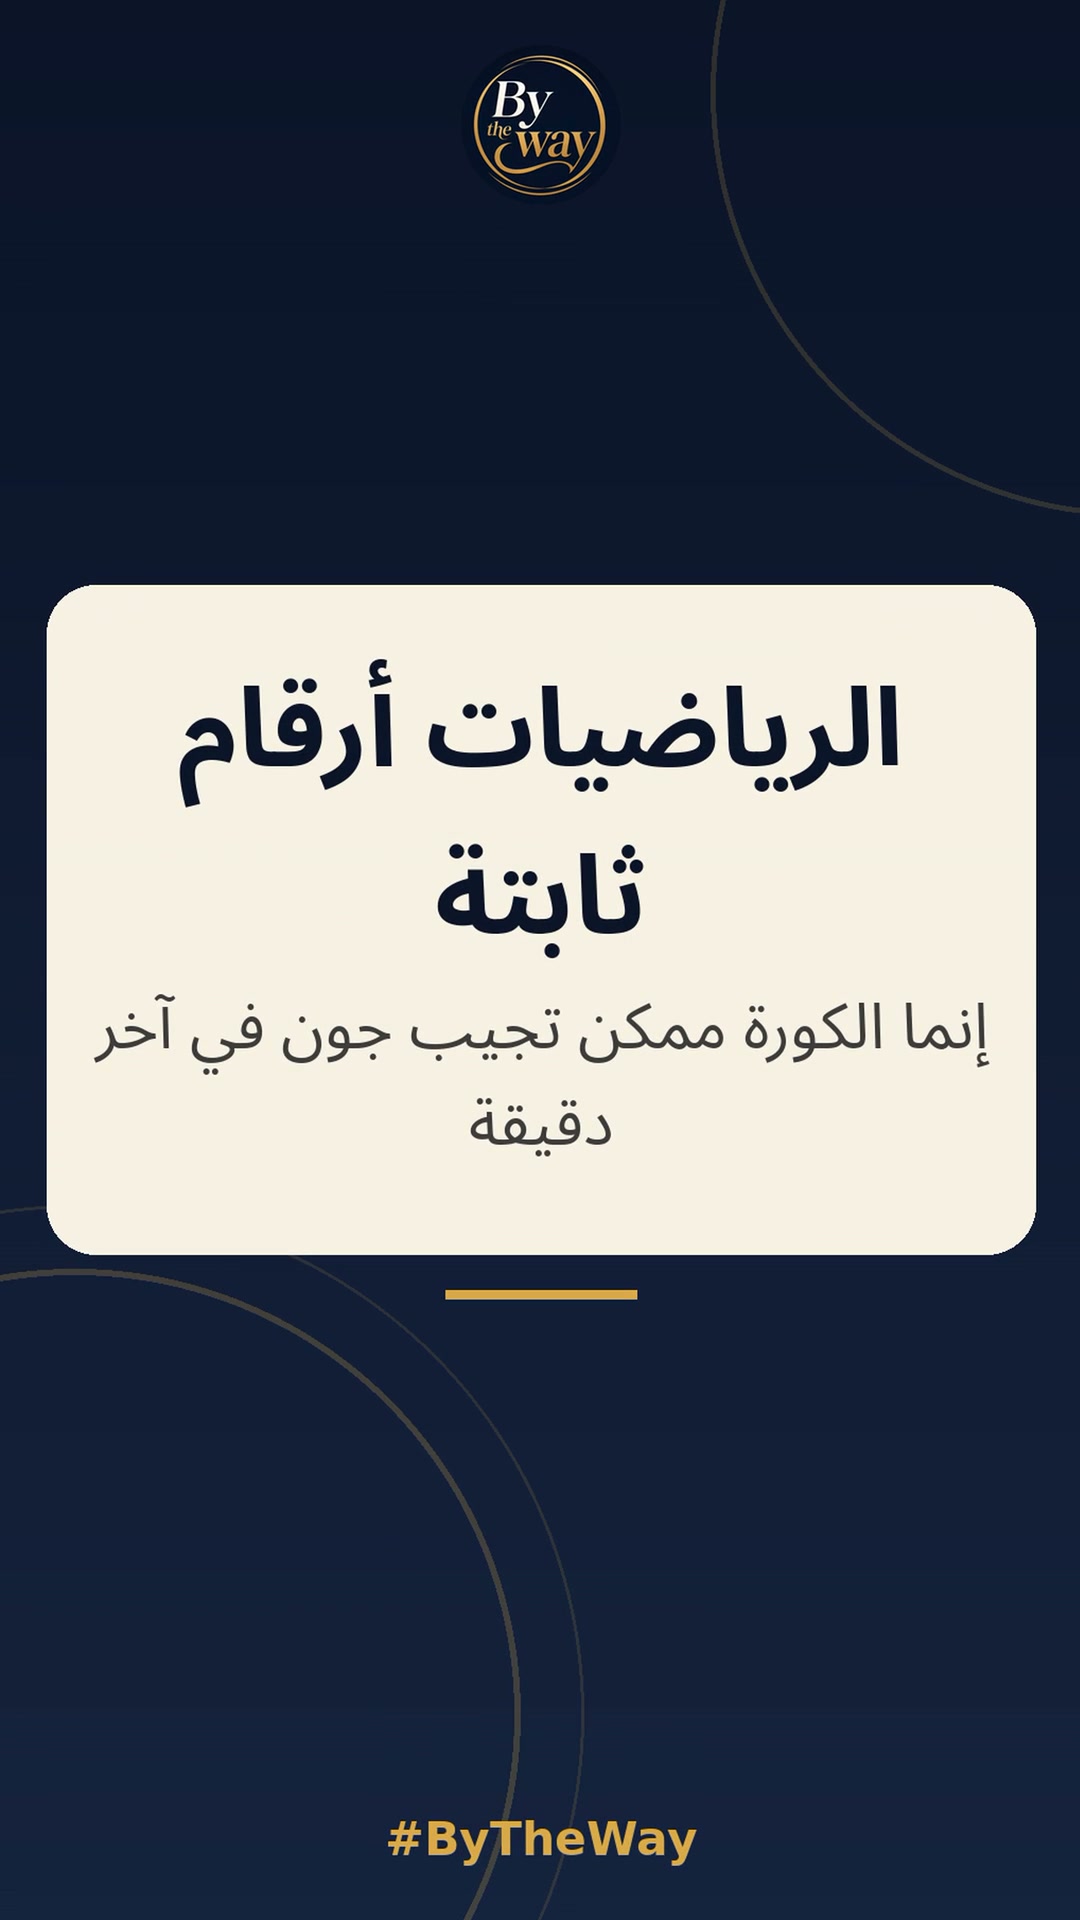 By
the way
الرياضيات أرقام
ثابتة
إنما الكورة ممكن تجيب جون في آخر
دقيقة
#ByTheWay